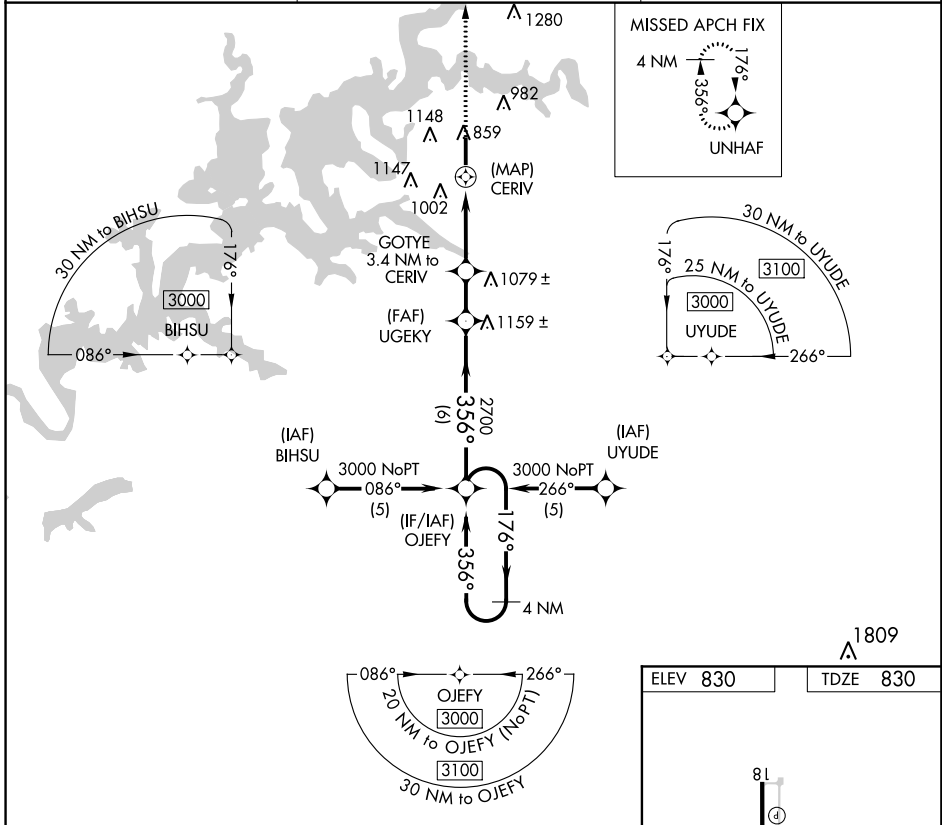 1280
MISSED APCH FIX
4 NM
176°
356°
UNHAF
982
1148
859
1147
1002
(MAP)
CERIV
GOTYE
3.4 NM to
CERIV
1079 ±
(FAF)
UGEKY
1159 ±
30 NM to BIHSU
176°
3000
BIHSU
086°
30 NM to UYUDE
3100
176°
25 NM to UYUDE
3000
UYUDE
266°
2700
356°
(6)
(IAF)
BIHSU
3000 NoPT
086°
(5)
(IAF)
UYUDE
3000 NoPT
266°
(5)
(IF/IAF)
OJEFY
176°
356°
4 NM
1809
086°
266°
OJEFY
3000
20 NM to OJEFY (NoPT)
3100
30 NM to OJEFY
ELEV 830
TDZE 830
18
P